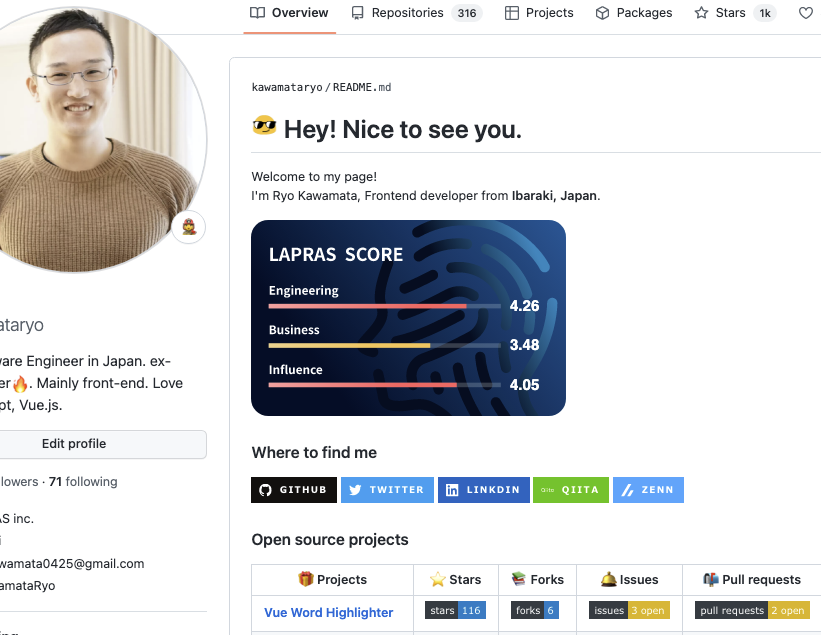 Overview Repositories 316 Projects Packages Stars 1k
kawamataryo/README.md
Hey! Nice to see you.
Welcome to my page!
I'm Ryo Kawamata, Frontend developer from Ibaraki, Japan.
LAPRAS SCORE
Engineering 4.26
Business 3.48
Influence 4.05
Where to find me
GITHUB TWITTER LINKDIN Qiita QIITA ZENN
Open source projects
Projects Stars Forks Issues Pull requests
Vue Word Highlighter stars 116 forks 6 issues 3 open pull requests 2 open
ataryo
ware Engineer in Japan. ex-
er🔥. Mainly front-end. Love
pt, Vue.js.
Edit profile
lowers · 71 following
AS inc.
i
wamata0425@gmail.com
amataRyo